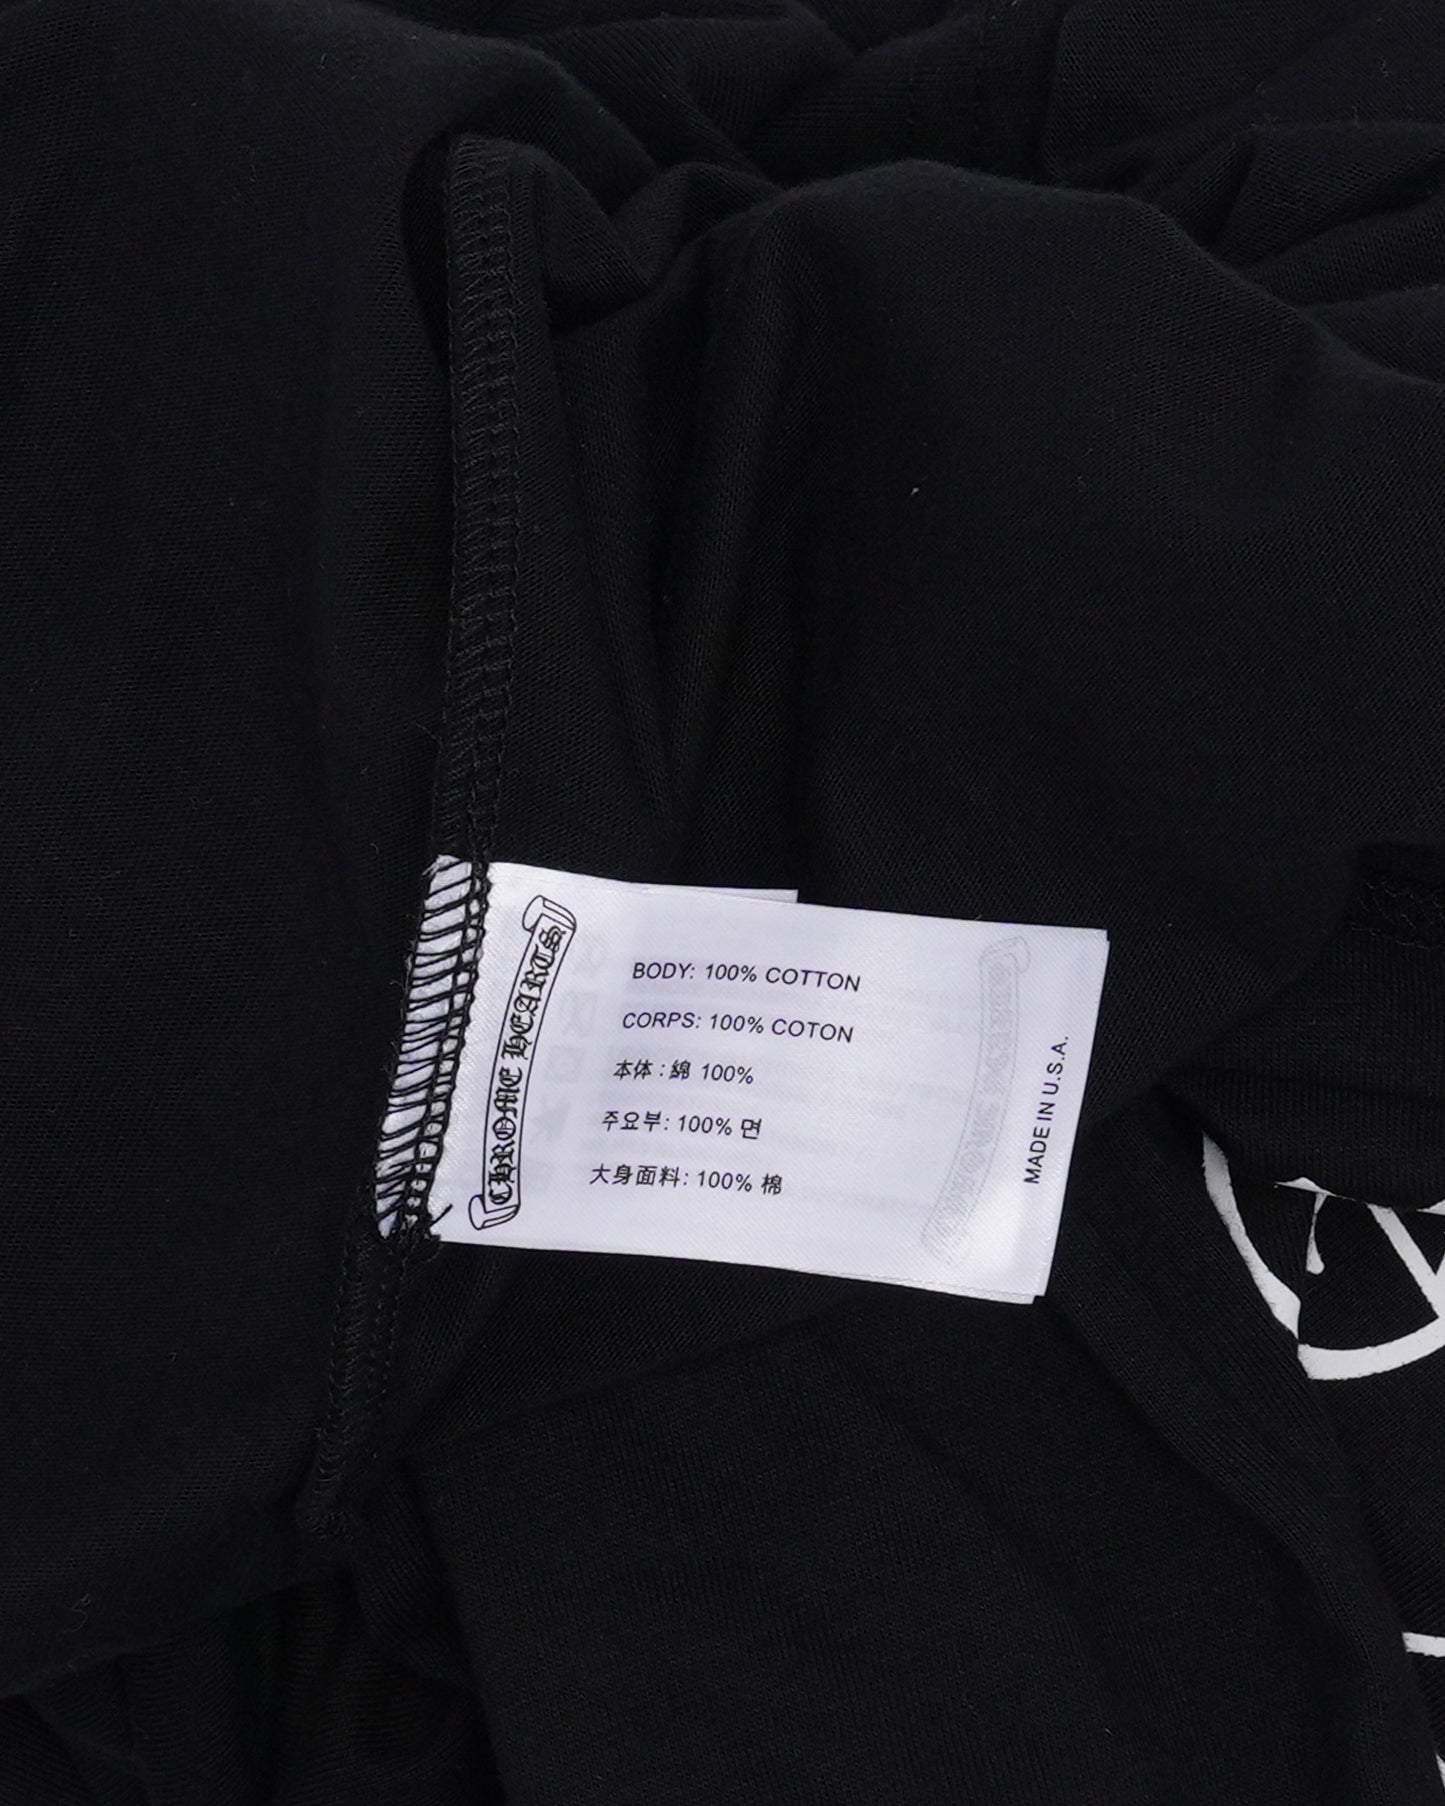 CHROME HEARTS
BODY: 100% COTTON
CORPS: 100% COTON
本体 : 綿 100%
주요부: 100% 면
大身面料: 100% 棉
MADE IN U.S.A.